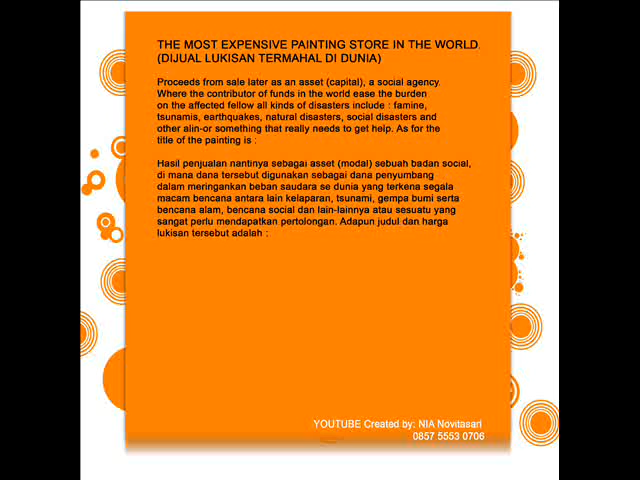 THE MOST EXPENSIVE PAINTING STORE IN THE WORLD.
(DIJUAL LUKISAN TERMAHAL DI DUNIA)
Proceeds from sale later as an asset (capital), a social agency.
Where the contributor of funds in the world ease the burden
on the affected fellow all kinds of disasters include : famine,
tsunamis, earthquakes, natural disasters, social disasters and
other alin-or something that really needs to get help. As for the
title of the painting is :
Hasil penjualan nantinya sebagai asset (modal) sebuah badan social,
di mana dana tersebut digunakan sebagai dana penyumbang
dalam meringankan beban saudara se dunia yang terkena segala
macam bencana antara lain kelaparan, tsunami, gempa bumi serta
bencana alam, bencana social dan lain-lainnya atau sesuatu yang
sangat perlu mendapatkan pertolongan. Adapun judul dan harga
lukisan tersebut adalah :
YOUTUBE Created by: NIA Novitasari
0857 5553 0706